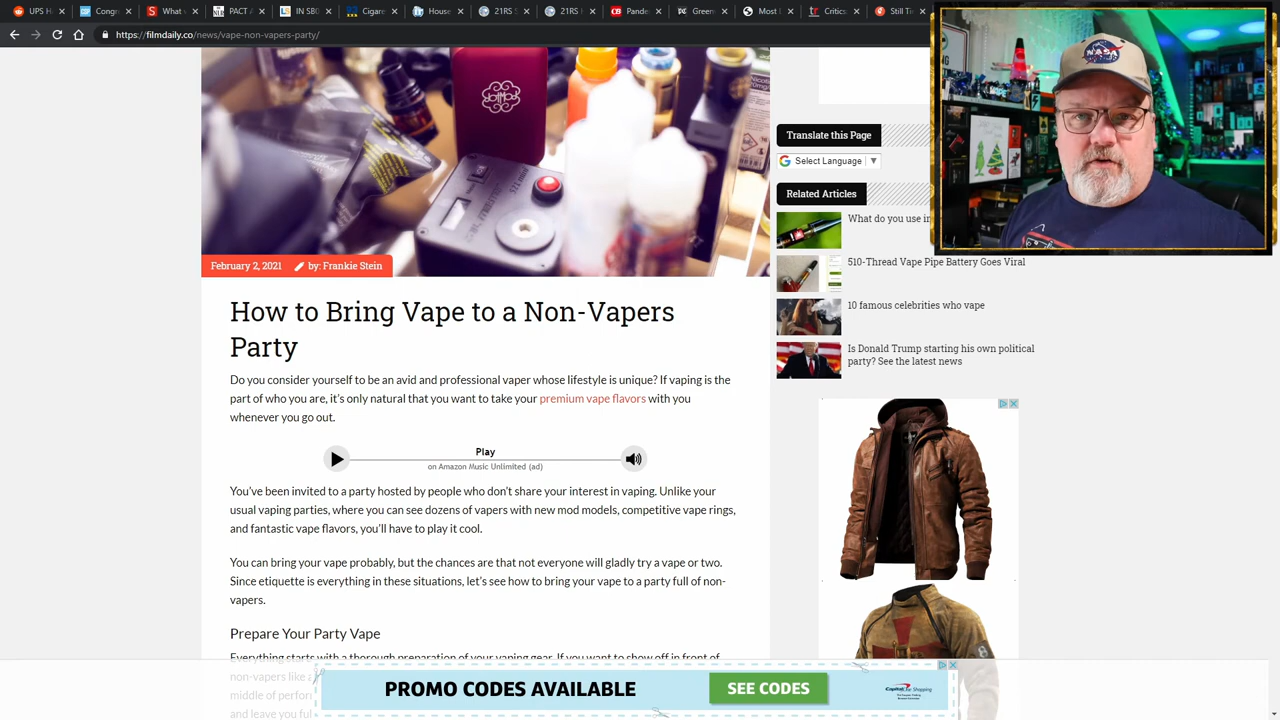 UPS H
Cong
What
PACT
IN SB
Cigare
House
21RS
21RS
Pande
Green
Most L
Critics
Still Ta
https://filmdaily.co/news/vape-non-vapers-party/
NASA
February 2, 2021
by: Frankie Stein
How to Bring Vape to a Non-Vapers
Party
Do you consider yourself to be an avid and professional vaper whose lifestyle is unique? If vaping is the
part of who you are, it's only natural that you want to take your premium vape flavors with you
whenever you go out.
Play
on Amazon Music Unlimited (ad)
You've been invited to a party hosted by people who don't share your interest in vaping. Unlike your
usual vaping parties, where you can see dozens of vapers with new mod models, competitive vape rings,
and fantastic vape flavors, you'll have to play it cool.
You can bring your vape probably, but the chances are that not everyone will gladly try a vape or two.
Since etiquette is everything in these situations, let's see how to bring your vape to a party full of non-
vapers.
Prepare Your Party Vape
Everything starts with a thorough preparation of your vaping gear. If you want to show off in front of
non-vapers like
middle of perfor
and leave you ful
Translate this Page
Select Language
Related Articles
What do you use in
510-Thread Vape Pipe Battery Goes Viral
10 famous celebrities who vape
Is Donald Trump starting his own political
party? See the latest news
PROMO CODES AVAILABLE
SEE CODES
Capital One Shopping